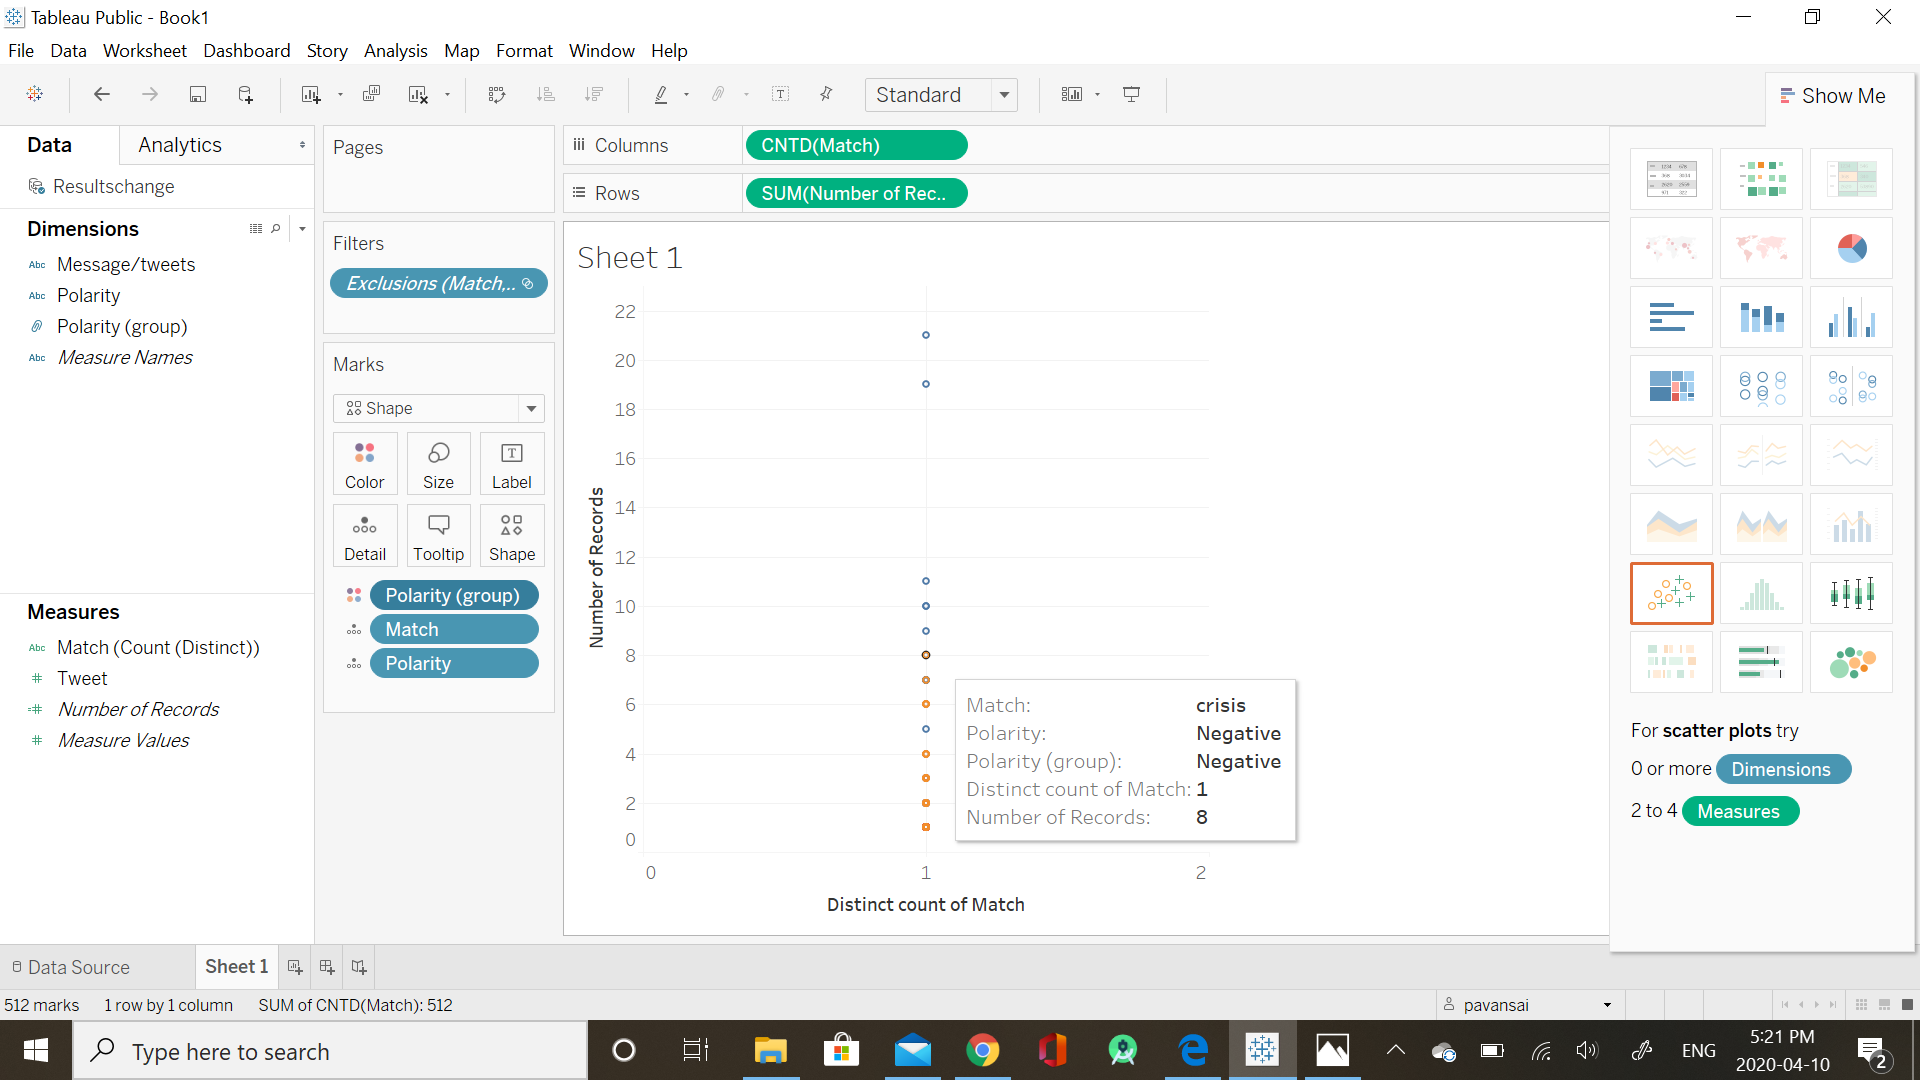 Tableau Public - Book1
File Data Worksheet Dashboard Story Analysis Map Format Window Help
Standard
Show Me
Data Analytics
Resultschange
Dimensions
Abc Message/tweets
Abc Polarity
Polarity (group)
Abc Measure Names
Measures
Abc Match (Count (Distinct))
# Tweet
=# Number of Records
# Measure Values
Pages
Filters
Exclusions (Match,..
Marks
Shape
Color Size Label
Detail Tooltip Shape
Polarity (group)
Match
Polarity
Columns CNTD(Match)
Rows SUM(Number of Rec..
Sheet 1
22
20
18
16
14
12
10
8
6
4
2
0
Number of Records
0 1 2
Distinct count of Match
Match: crisis
Polarity: Negative
Polarity (group): Negative
Distinct count of Match: 1
Number of Records: 8
For scatter plots try
0 or more Dimensions
2 to 4 Measures
Data Source Sheet 1
512 marks 1 row by 1 column SUM of CNTD(Match): 512
pavansai
Type here to search
ENG
5:21 PM
2020-04-10
2